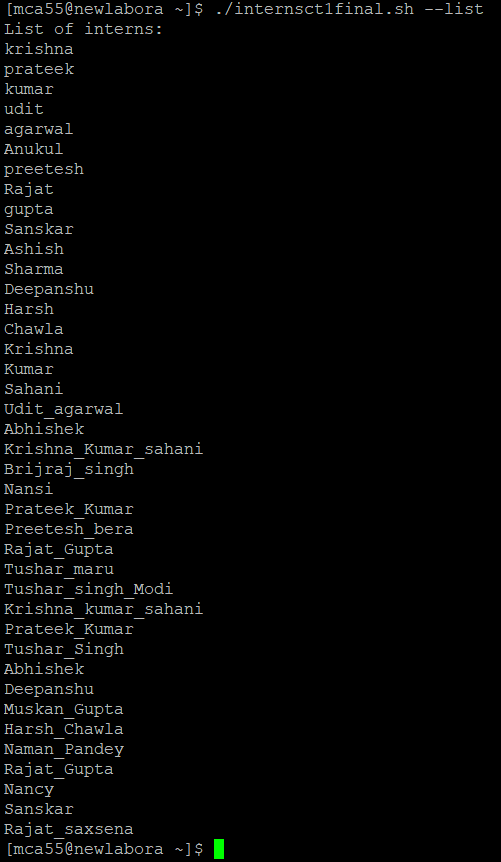 [mca55@newlabora ~]$ ./internsct1final.sh --list
List of interns:
krishna
prateek
kumar
udit
agarwal
Anukul
preetesh
Rajat
gupta
Sanskar
Ashish
Sharma
Deepanshu
Harsh
Chawla
Krishna
Kumar
Sahani
Udit_agarwal
Abhishek
Krishna_Kumar_sahani
Brijraj_singh
Nansi
Prateek_Kumar
Preetesh_bera
Rajat_Gupta
Tushar_maru
Tushar_singh_Modi
Krishna_kumar_sahani
Prateek_Kumar
Tushar_Singh
Abhishek
Deepanshu
Muskan_Gupta
Harsh_Chawla
Naman_Pandey
Rajat_Gupta
Nancy
Sanskar
Rajat_saxsena
[mca55@newlabora ~]$